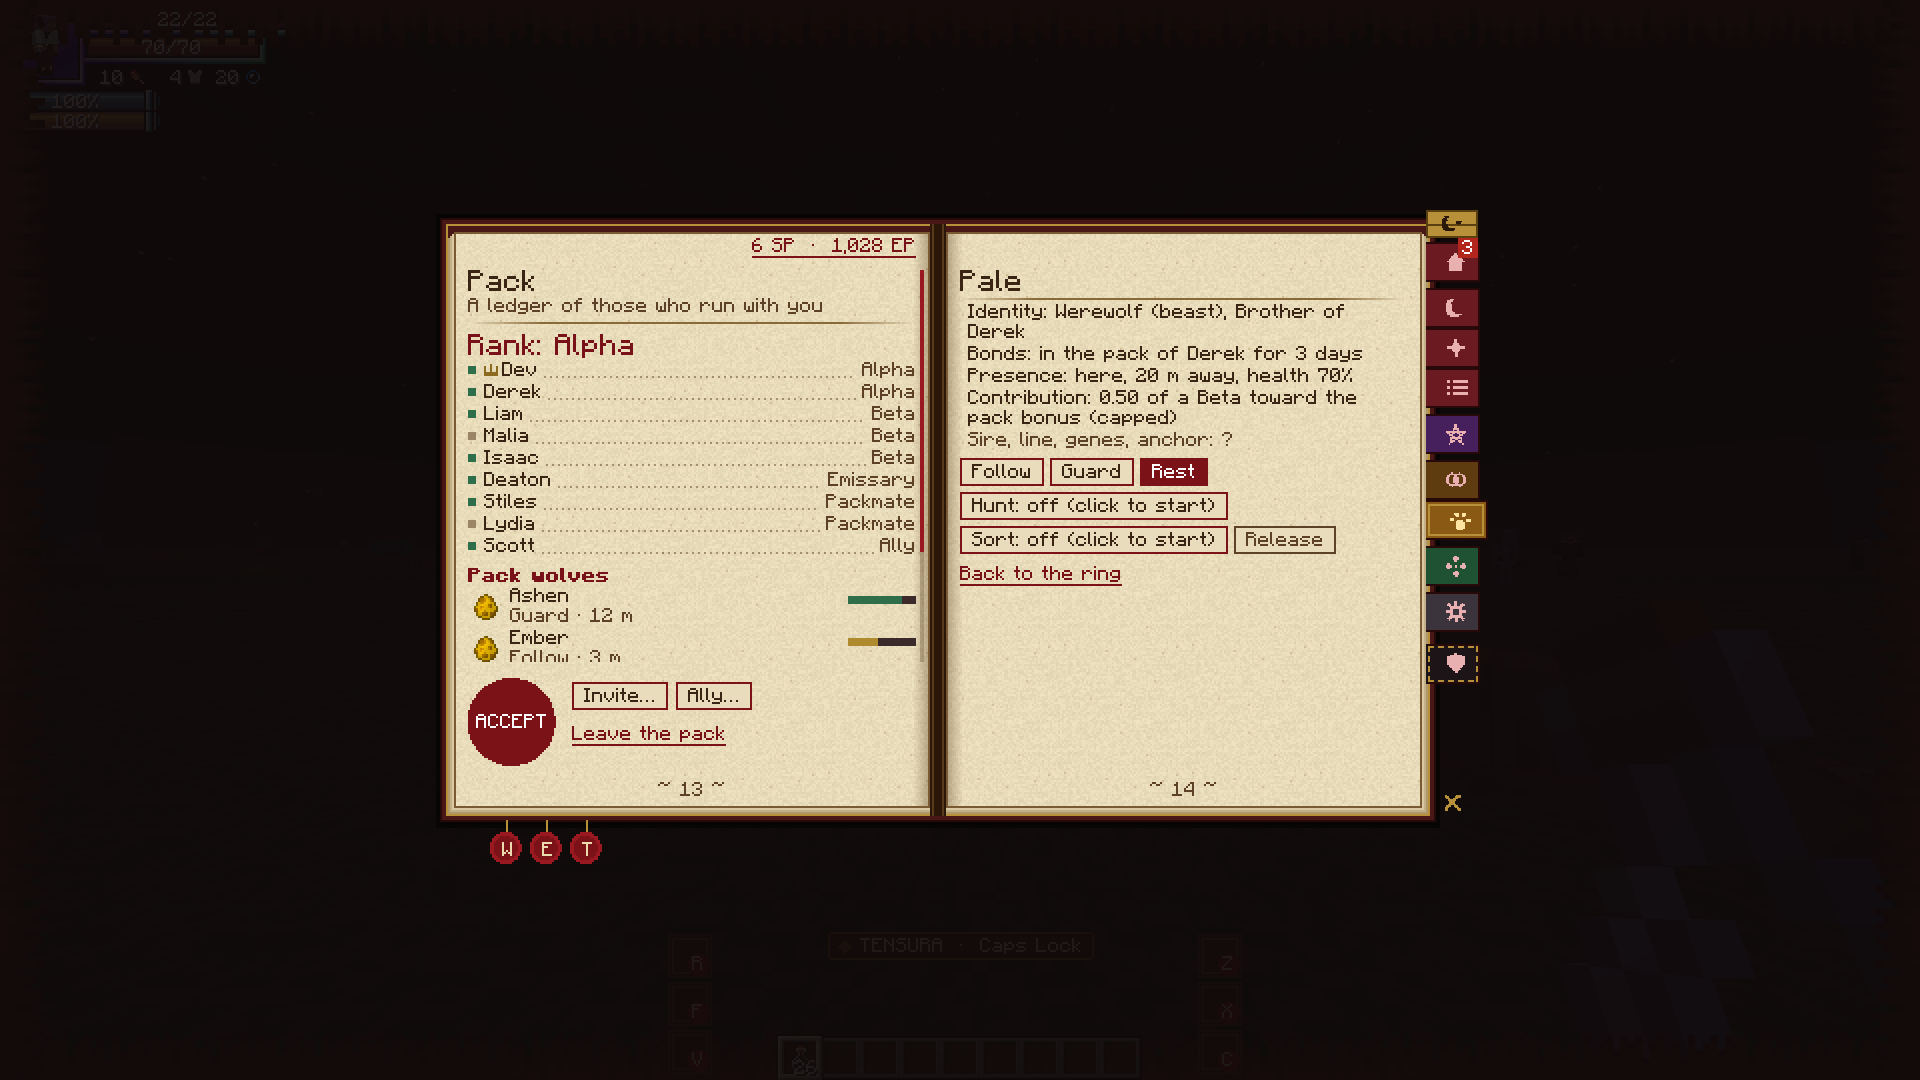 22/22
70/70
10 4 20
100%
100%
6 SP · 1,028 EP
Pack
A ledger of those who run with you
Rank: Alpha
Dev Alpha
Derek Alpha
Liam Beta
Malia Beta
Isaac Beta
Deaton Emissary
Stiles Packmate
Lydia Packmate
Scott Ally
Pack wolves
Ashen
Guard · 12 m
Ember
Follow · 3 m
ACCEPT
Invite...
Ally...
Leave the pack
~ 13 ~
Pale
Identity: Werewolf (beast), Brother of
Derek
Bonds: in the pack of Derek for 3 days
Presence: here, 20 m away, health 70%
Contribution: 0.50 of a Beta toward the
pack bonus (capped)
Sire, line, genes, anchor: ?
Follow Guard Rest
Hunt: off (click to start)
Sort: off (click to start) Release
Back to the ring
~ 14 ~
3
X
W E T
TENSURA · Caps Lock
R
F
V
Z
X
C
26